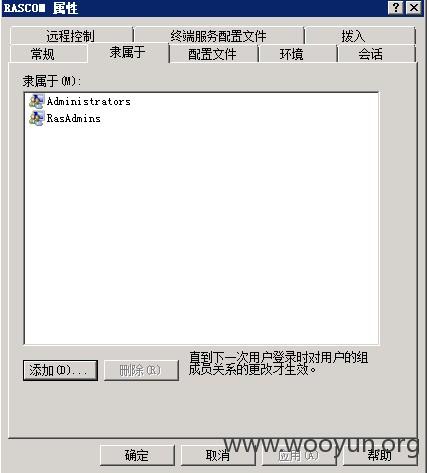 RASCOM 属性
远程控制 终端服务配置文件 拨入
常规 隶属于 配置文件 环境 会话
隶属于(M):
Administrators
RasAdmins
添加(D)... 删除(R)
直到下一次用户登录时对用户的组
成员关系的更改才生效。
确定 取消 应用(A) 帮助
www.wooyun.org